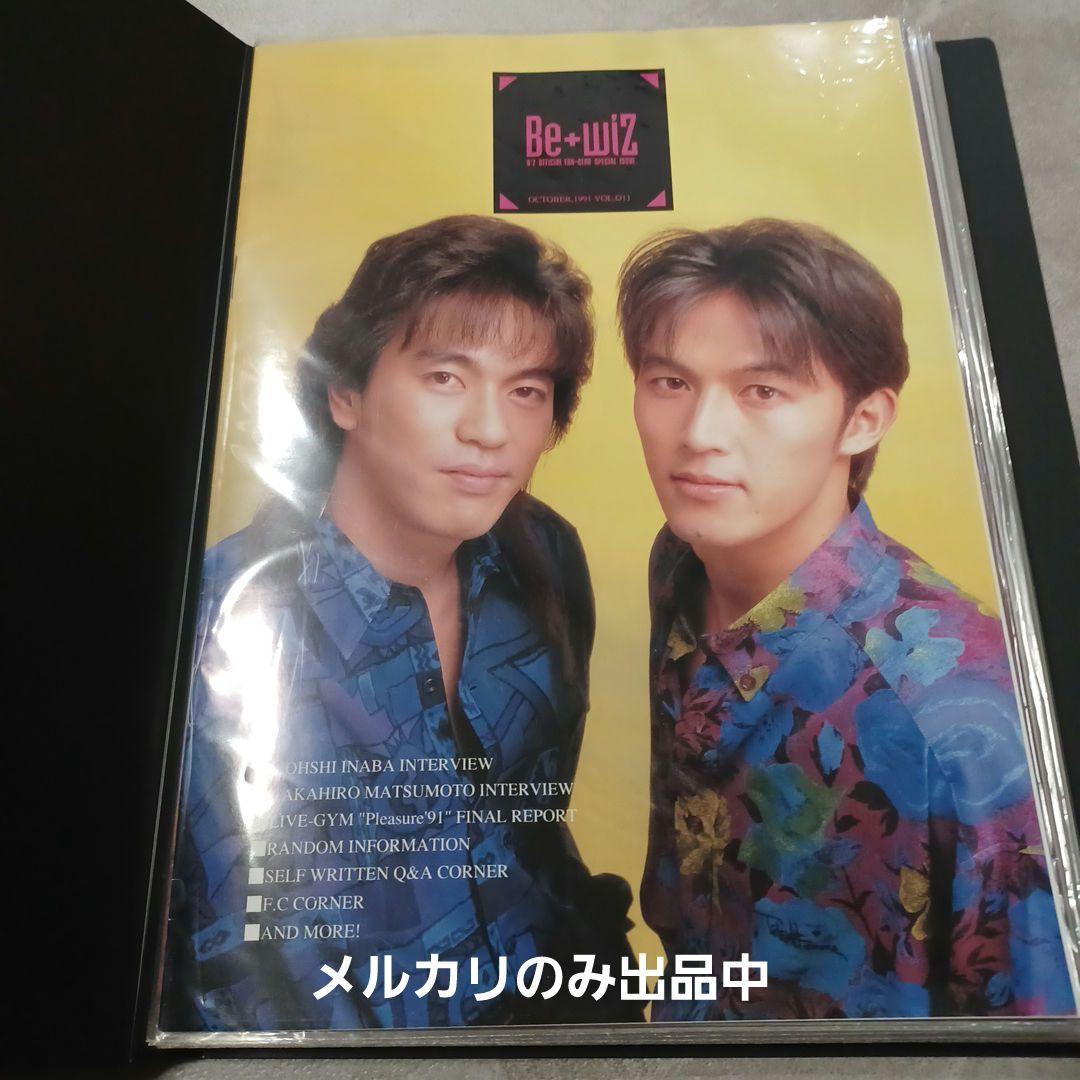 Be+wiZ
B'Z OFFICIAL FAN-CLUB SPECIAL ISSUE
OCTOBER.1991 VOL.011
OHSHI INABA INTERVIEW
AKAHIRO MATSUMOTO INTERVIEW
LIVE-GYM "Pleasure'91" FINAL REPORT
■RANDOM INFORMATION
■SELF WRITTEN Q&A CORNER
■F.C CORNER
■AND MORE!
メルカリのみ出品中